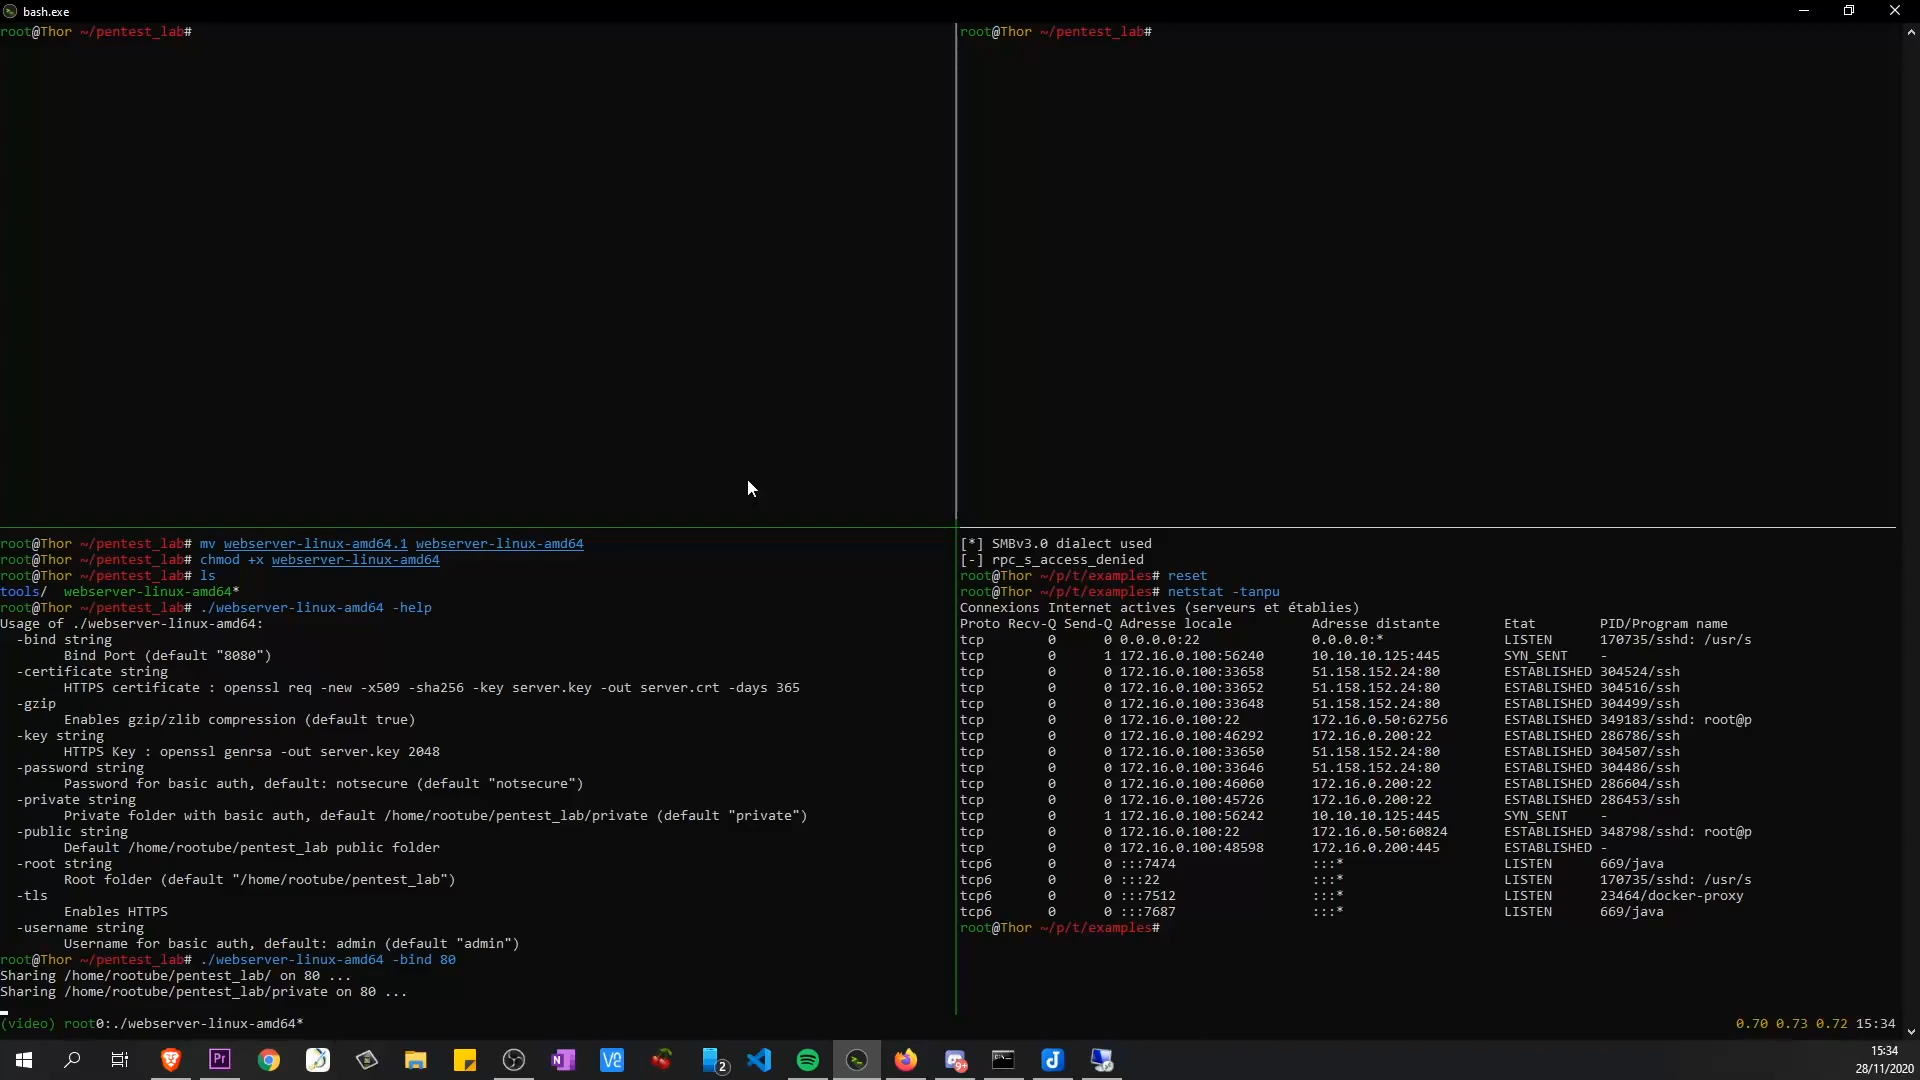 bash.exe
root@Thor ~/pentest_lab#
root@Thor ~/pentest_lab#
root@Thor ~/pentest_lab# mv webserver-linux-amd64.1 webserver-linux-amd64
root@Thor ~/pentest_lab# chmod +x webserver-linux-amd64
root@Thor ~/pentest_lab# ls
tools/  webserver-linux-amd64*
root@Thor ~/pentest_lab# ./webserver-linux-amd64 -help
Usage of ./webserver-linux-amd64:
  -bind string
        Bind Port (default "8080")
  -certificate string
        HTTPS certificate : openssl req -new -x509 -sha256 -key server.key -out server.crt -days 365
  -gzip
        Enables gzip/zlib compression (default true)
  -key string
        HTTPS Key : openssl genrsa -out server.key 2048
  -password string
        Password for basic auth, default: notsecure (default "notsecure")
  -private string
        Private folder with basic auth, default /home/rootube/pentest_lab/private (default "private")
  -public string
        Default /home/rootube/pentest_lab public folder
  -root string
        Root folder (default "/home/rootube/pentest_lab")
  -tls
        Enables HTTPS
  -username string
        Username for basic auth, default: admin (default "admin")
root@Thor ~/pentest_lab# ./webserver-linux-amd64 -bind 80
Sharing /home/rootube/pentest_lab/ on 80 ...
Sharing /home/rootube/pentest_lab/private on 80 ...
[*] SMBv3.0 dialect used
[-] rpc_s_access_denied
root@Thor ~/p/t/examples# reset
root@Thor ~/p/t/examples# netstat -tanpu
Connexions Internet actives (serveurs et établies)
Proto Recv-Q Send-Q Adresse locale          Adresse distante        Etat        PID/Program name
tcp        0      0 0.0.0.0:22              0.0.0.0:*               LISTEN      170735/sshd: /usr/s
tcp        0      1 172.16.0.100:56240      10.10.10.125:445        SYN_SENT    -
tcp        0      0 172.16.0.100:33658      51.158.152.24:80        ESTABLISHED 304524/ssh
tcp        0      0 172.16.0.100:33652      51.158.152.24:80        ESTABLISHED 304516/ssh
tcp        0      0 172.16.0.100:33648      51.158.152.24:80        ESTABLISHED 304499/ssh
tcp        0      0 172.16.0.100:22         172.16.0.50:62756       ESTABLISHED 349183/sshd: root@p
tcp        0      0 172.16.0.100:46292      172.16.0.200:22         ESTABLISHED 286786/ssh
tcp        0      0 172.16.0.100:33650      51.158.152.24:80        ESTABLISHED 304507/ssh
tcp        0      0 172.16.0.100:33646      51.158.152.24:80        ESTABLISHED 304486/ssh
tcp        0      0 172.16.0.100:46060      172.16.0.200:22         ESTABLISHED 286604/ssh
tcp        0      0 172.16.0.100:45726      172.16.0.200:22         ESTABLISHED 286453/ssh
tcp        0      1 172.16.0.100:56242      10.10.10.125:445        SYN_SENT    -
tcp        0      0 172.16.0.100:22         172.16.0.50:60824       ESTABLISHED 348798/sshd: root@p
tcp        0      0 172.16.0.100:48598      172.16.0.200:445        ESTABLISHED -
tcp6       0      0 :::7474                 :::*                    LISTEN      669/java
tcp6       0      0 :::22                   :::*                    LISTEN      170735/sshd: /usr/s
tcp6       0      0 :::7512                 :::*                    LISTEN      23464/docker-proxy
tcp6       0      0 :::7687                 :::*                    LISTEN      669/java
root@Thor ~/p/t/examples#
(video) root0:./webserver-linux-amd64*
0.70 0.73 0.72 15:34
Pr
N
2
9+
15:34
28/11/2020